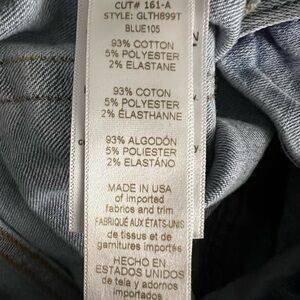 CUT# 161-A
STYLE: GLTH899T
BLUE105
93% COTTON
5% POLYESTER
2% ELASTANE
93% COTON
5% POLYESTER
2% ELASTHANNE
93% ALGODÓN
5% POLIÉSTER
2% ELASTÁNO
MADE IN USA
of imported
fabrics and trim
FABRIQUÉ AUX ÉTATS-UNIS
de tissus et de
garnitures importés
HECHO EN
ESTADOS UNIDOS
de tela y adornos
importados